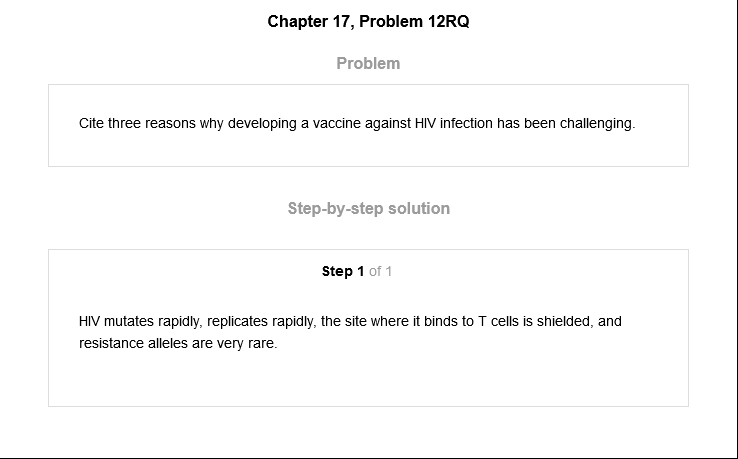 Chapter 17, Problem 12RQ
Problem
Cite three reasons why developing a vaccine against HIV infection has been challenging.
Step-by-step solution
Step 1 of 1
HIV mutates rapidly, replicates rapidly, the site where it binds to T cells is shielded, and
resistance alleles are very rare.